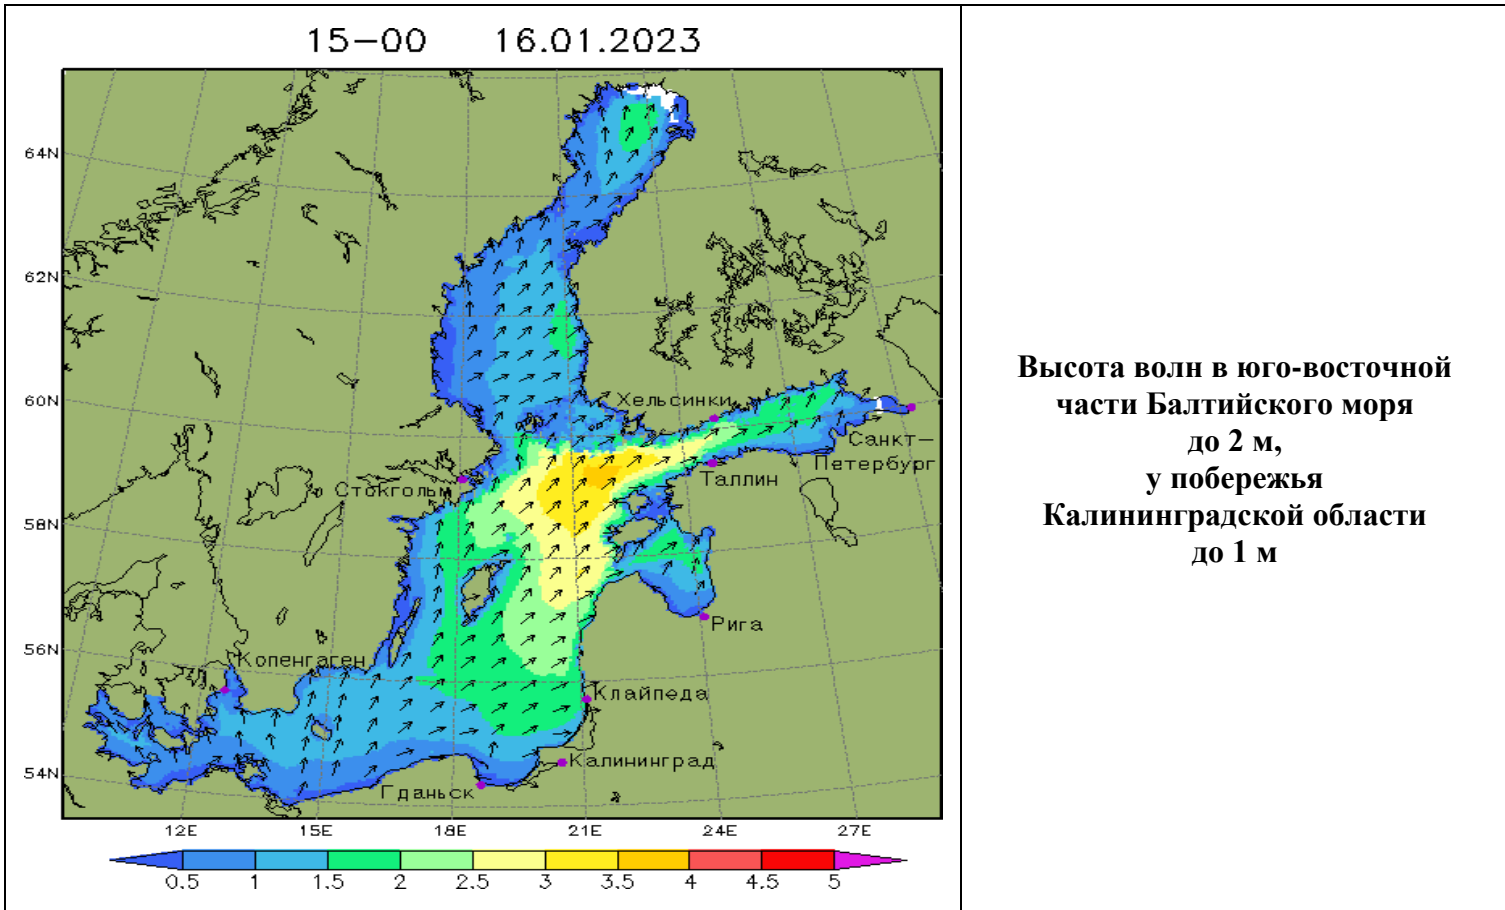 15-00 16.01.2023
64N
62N
60N
58N
56N
54N
Хельсинки
Санкт-
Петербург
Таллин
Стокгольм
Рига
Копенгаген
Клайпеда
Калининград
Гданьск
12E 15E 18E 21E 24E 27E
0.5 1 1.5 2 2.5 3 3.5 4 4.5 5
Высота волн в юго-восточной
части Балтийского моря
до 2 м,
у побережья
Калининградской области
до 1 м